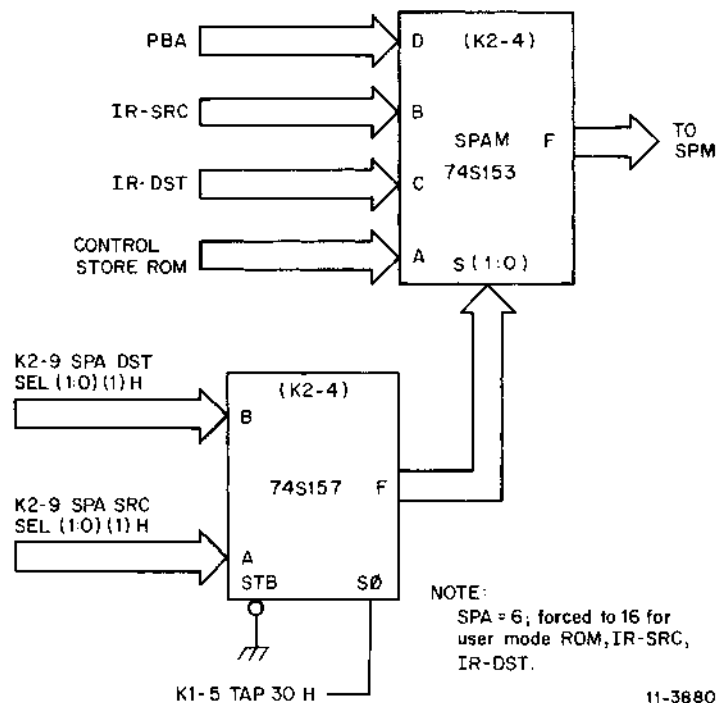 PBA
D
(K2-4)
IR-SRC
B
SPAM
F
TO
SPM
74S153
IR-DST
C
CONTROL
STORE ROM
A
S (1:0)
K2-9 SPA DST
SEL (1:0)(1) H
(K2-4)
B
74S157
F
K2-9 SPA SRC
SEL (1:0)(1) H
A
STB
SØ
NOTE:
SPA = 6; forced to 16 for
user mode ROM, IR-SRC,
IR-DST.
K1-5 TAP 30 H
11-3880